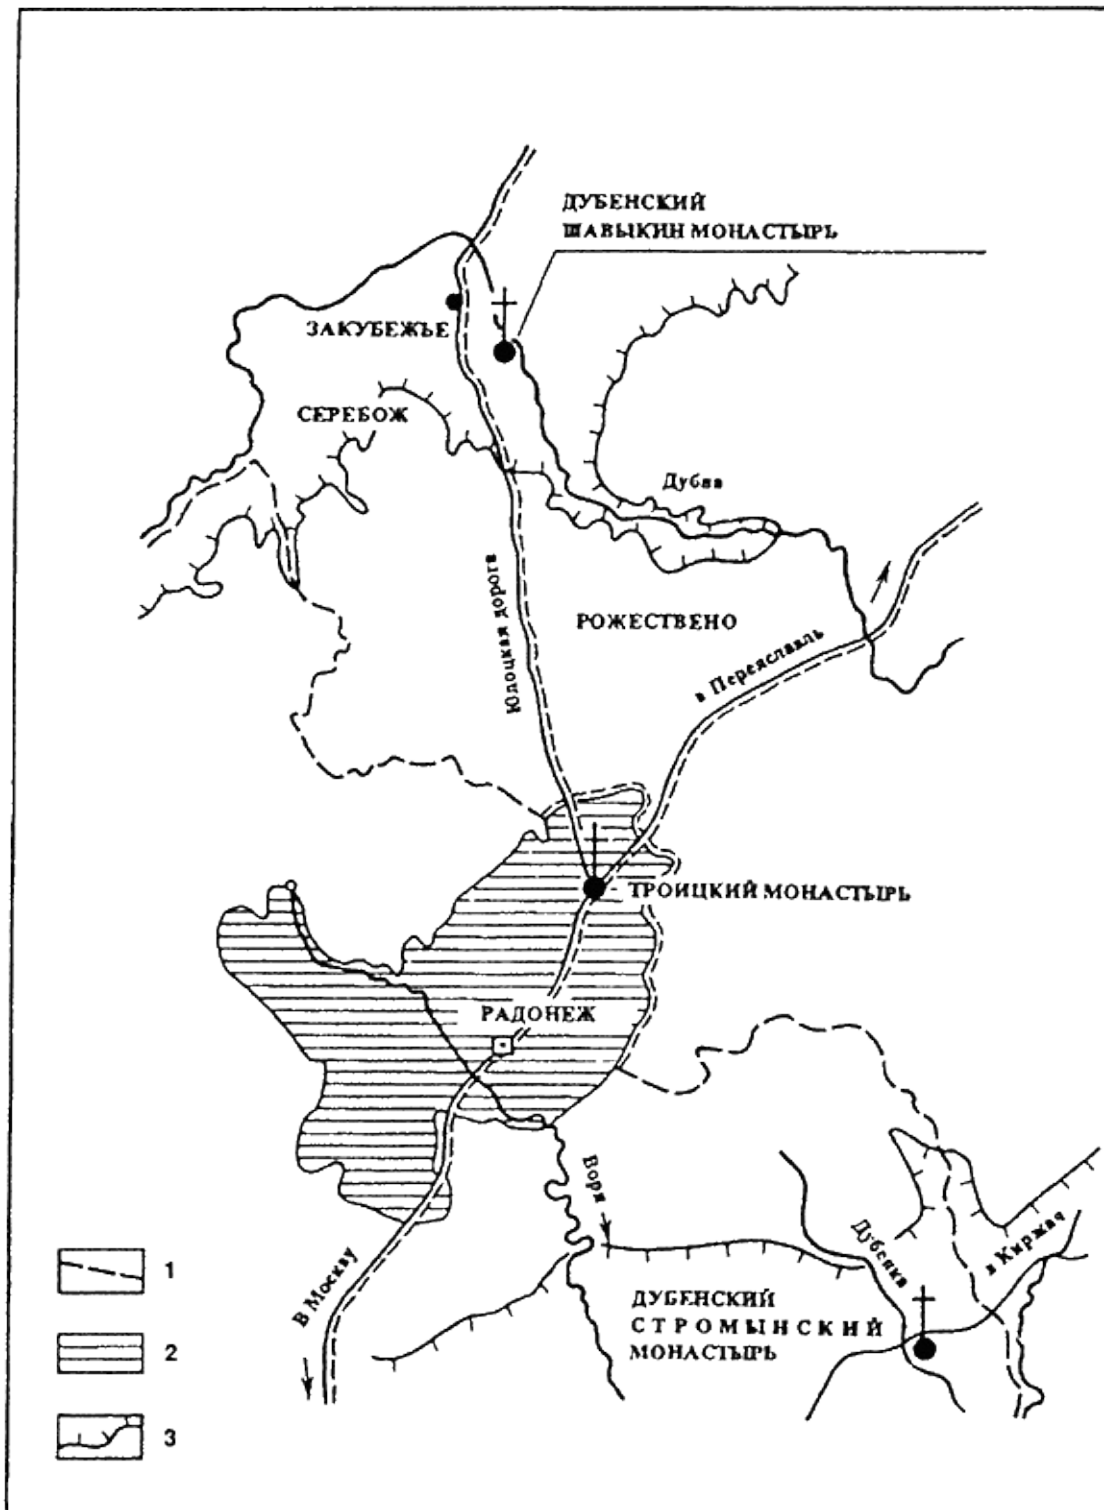 ДУБЕНСКИЙ
ШАВЫКИН МОНАСТЫРЬ
ЗАКУБЕЖЬЕ
СЕРЕБОЖ
Дубна
Юлоцкая дорога
РОЖЕСТВЕНО
в Переяславль
ТРОИЦКИЙ МОНАСТЫРЬ
РАДОНЕЖ
Воря
Дубенка
в Киржач
В Москву
ДУБЕНСКИЙ
СТРОМЫНСКИЙ
МОНАСТЫРЬ
1
2
3